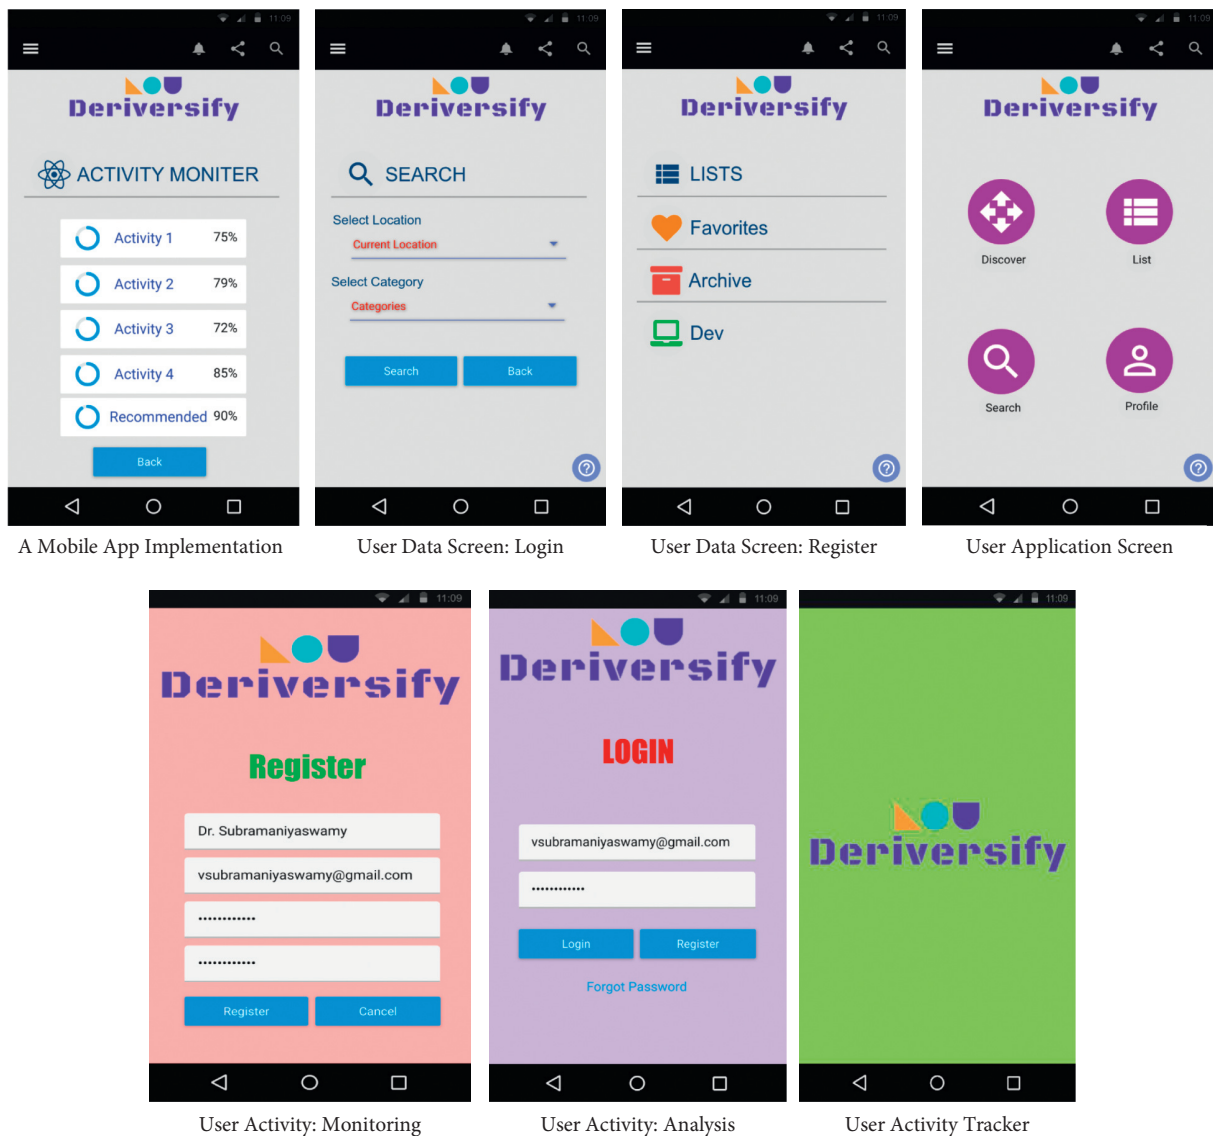 11:09
Deriversify
ACTIVITY MONITER
Activity 1 75%
Activity 2 79%
Activity 3 72%
Activity 4 85%
Recommended 90%
Back
A Mobile App Implementation
11:09
Deriversify
SEARCH
Select Location
Current Location
Select Category
Categories
Search Back
User Data Screen: Login
11:09
Deriversify
LISTS
Favorites
Archive
Dev
User Data Screen: Register
11:09
Deriversify
Discover List
Search Profile
User Application Screen
11:09
Deriversify
Register
Dr. Subramaniyaswamy
vsubramaniyaswamy@gmail.com
••••••••••••
••••••••••••
Register Cancel
User Activity: Monitoring
11:09
Deriversify
LOGIN
vsubramaniyaswamy@gmail.com
••••••••••••
Login Register
Forgot Password
User Activity: Analysis
11:09
Deriversify
User Activity Tracker